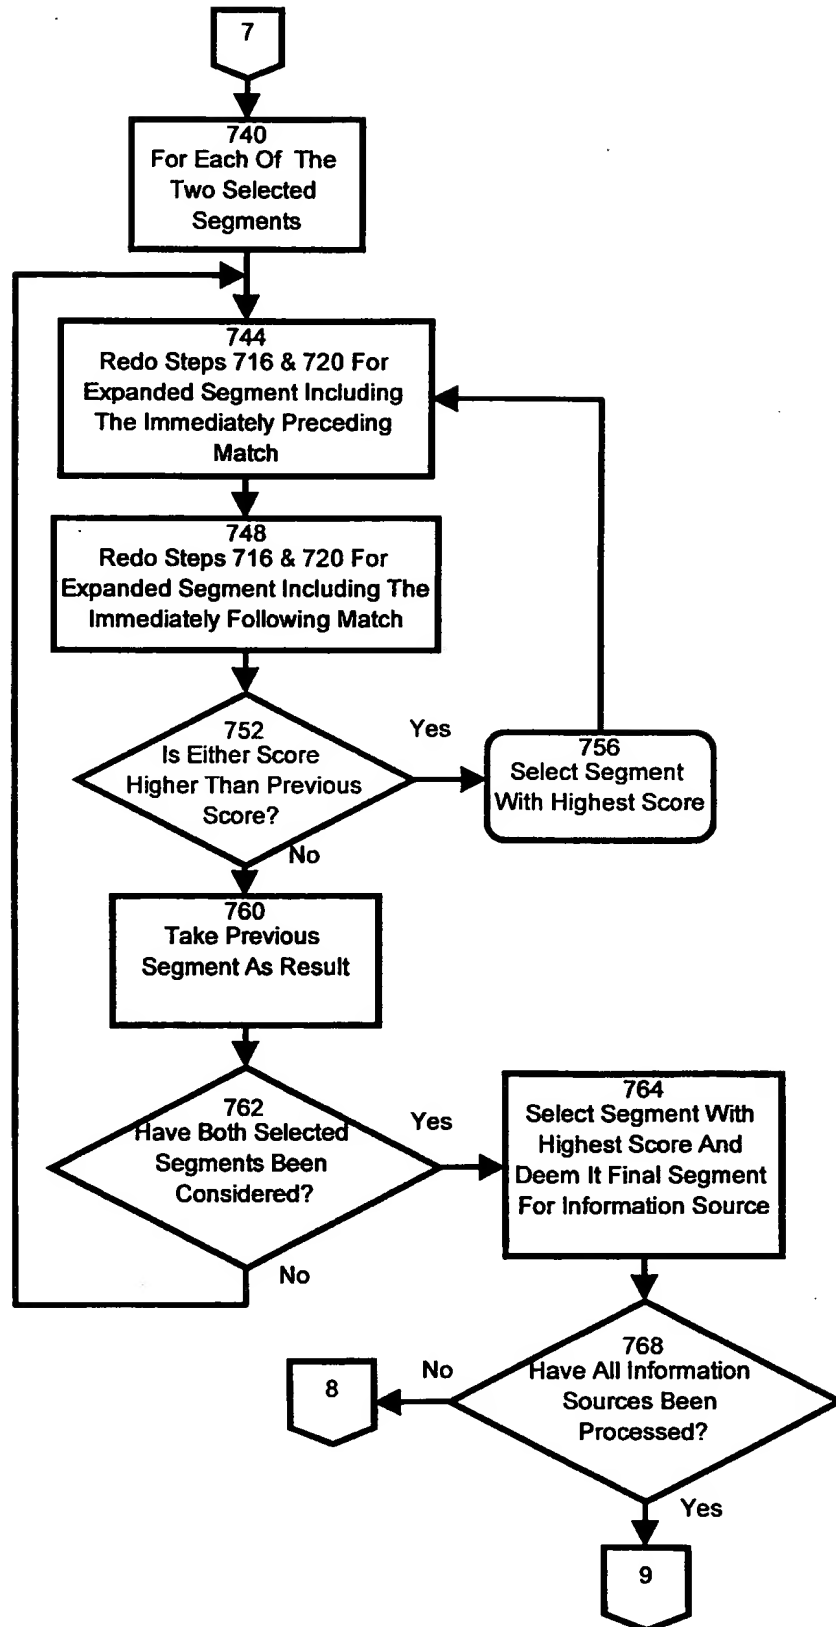 7
740
For Each Of The
Two Selected
Segments
744
Redo Steps 716 & 720 For
Expanded Segment Including
The Immediately Preceding
Match
748
Redo Steps 716 & 720 For
Expanded Segment Including The
Immediately Following Match
752
Is Either Score
Higher Than Previous
Score?
Yes
756
Select Segment
With Highest Score
No
760
Take Previous
Segment As Result
762
Have Both Selected
Segments Been
Considered?
Yes
764
Select Segment With
Highest Score And
Deem It Final Segment
For Information Source
No
768
Have All Information
Sources Been
Processed?
No
8
Yes
9